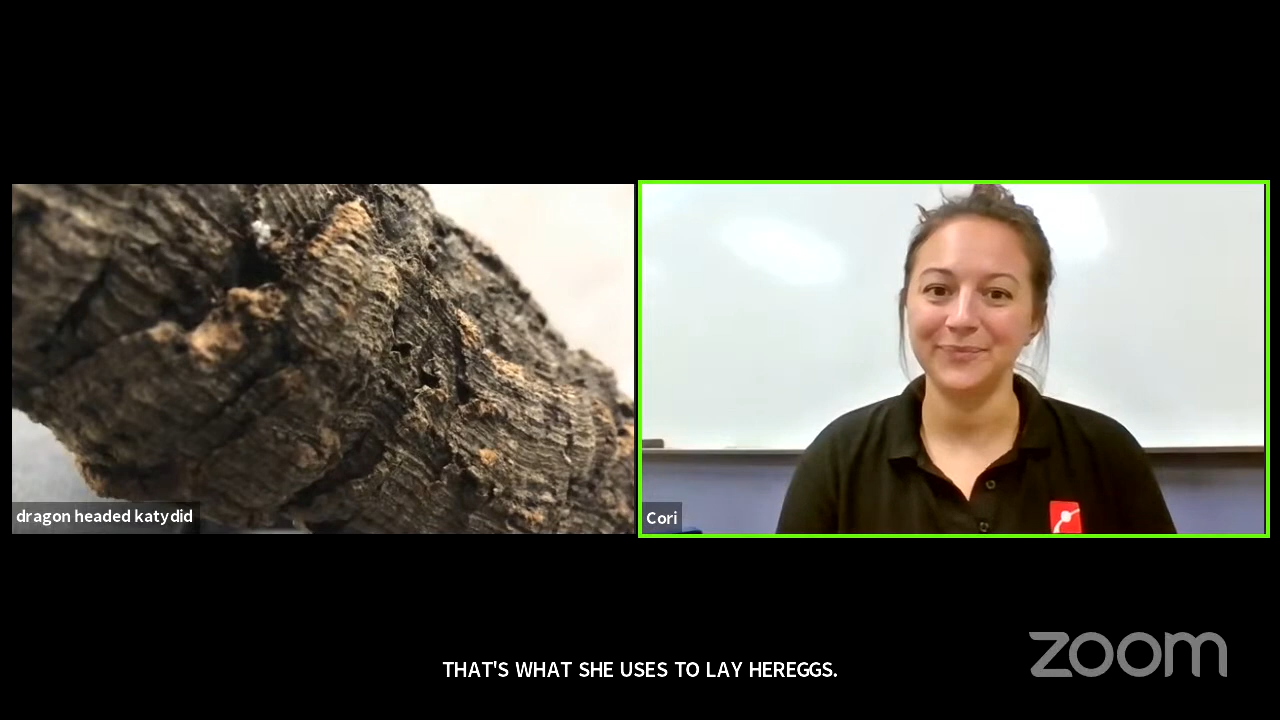 dragon headed katydid
Cori
THAT'S WHAT SHE USES TO LAY HEREGGS.
zoom